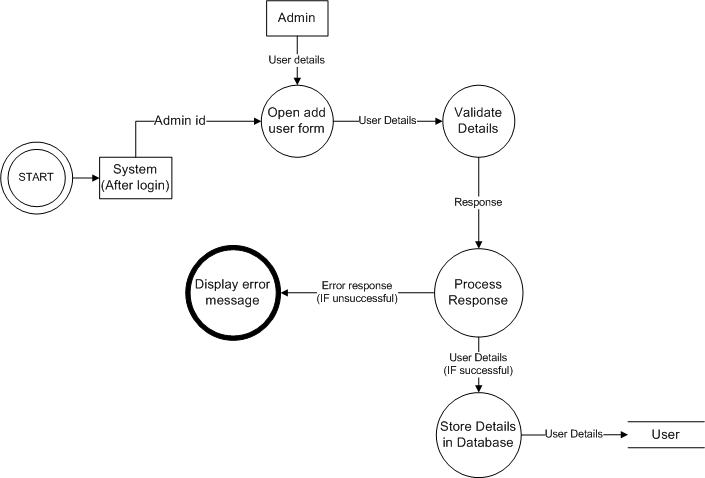 Admin
User details
Admin id
Open add
user form
User Details
Validate
Details
START
System
(After login)
Response
Display error
message
Error response
(IF unsuccessful)
Process
Response
User Details
(IF successful)
Store Details
in Database
User Details
User